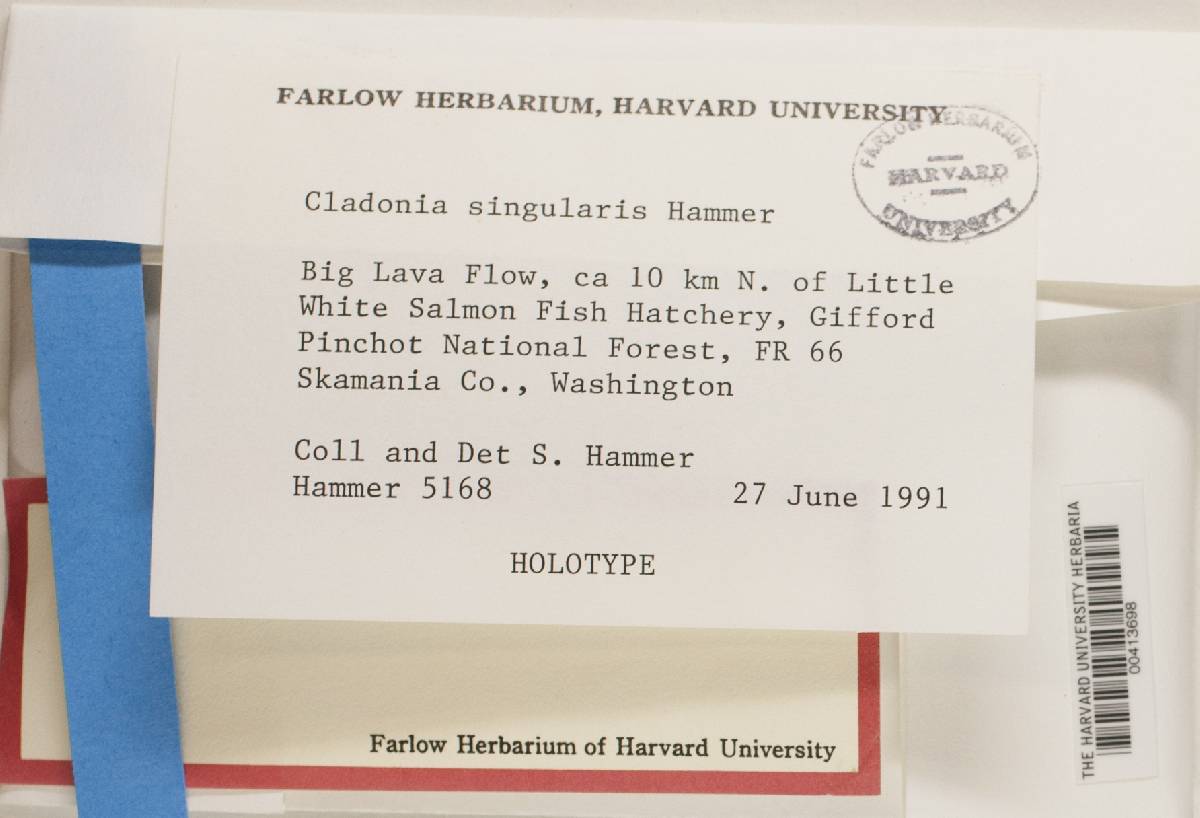 FARLOW HERBARIUM, HARVARD UNIVERSITY
FARLOW HERBARIUM
HARVARD
UNIVERSITY
Cladonia singularis Hammer
Big Lava Flow, ca 10 km N. of Little
White Salmon Fish Hatchery, Gifford
Pinchot National Forest, FR 66
Skamania Co., Washington
Coll and Det S. Hammer
Hammer 5168 27 June 1991
HOLOTYPE
Farlow Herbarium of Harvard University
THE HARVARD UNIVERSITY HERBARIA
00413698